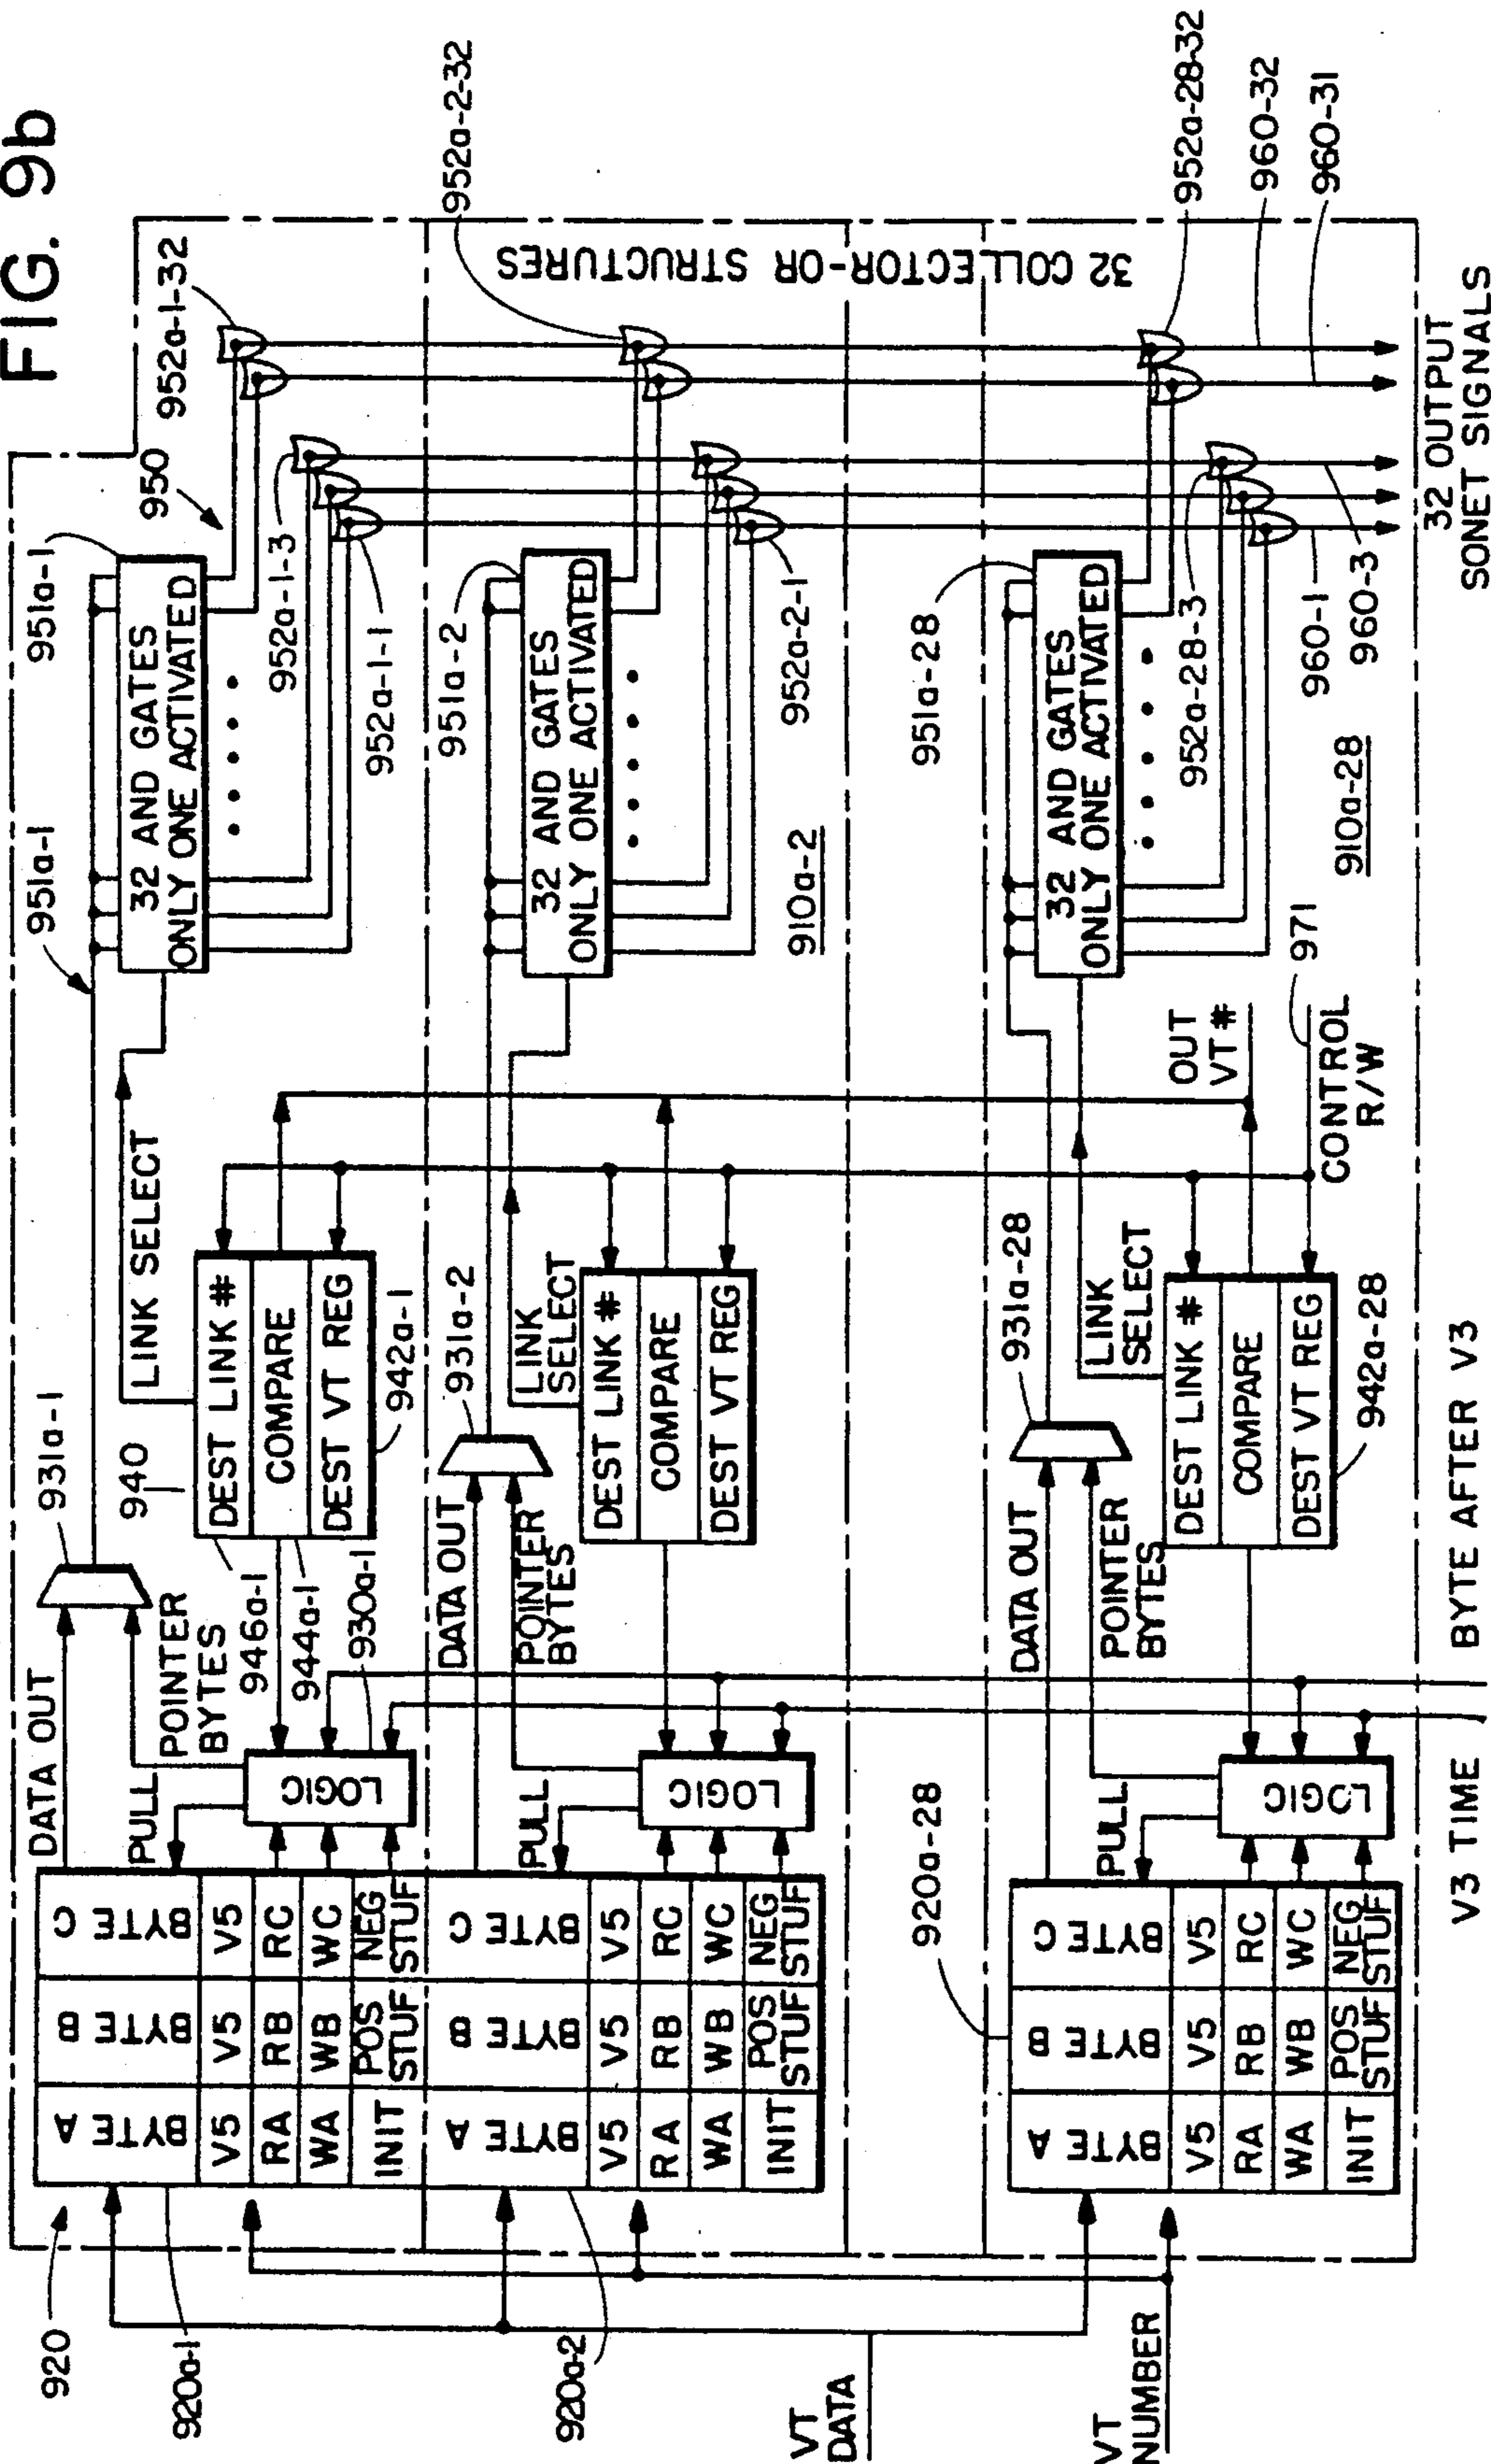 FIG. 9b
920
920a-1
920a-2
VT
DATA
VT
NUMBER
BYTE A
BYTE B
BYTE C
V5
V5
V5
RA
RB
RC
WA
WB
WC
INIT
POS
STUF
NEG
STUF
BYTE A
BYTE B
BYTE C
V5
V5
V5
RA
RB
RC
WA
WB
WC
INIT
POS
STUF
NEG
STUF
920a-28
BYTE A
BYTE B
BYTE C
V5
V5
V5
RA
RB
RC
WA
WB
WC
INIT
POS
STUF
NEG
STUF
DATA OUT
PULL
LOGIC
POINTER
BYTES
946a-1
944a-1
930a-1
931a-1
940
DEST LINK #
COMPARE
DEST VT REG
942a-1
LINK SELECT
951a-1
951a-1
32 AND GATES
ONLY ONE ACTIVATED
950
952a-1-3
952a-1-1
952a-1-32
PULL
LOGIC
DATA OUT
POINTER
BYTES
931a-2
LINK
SELECT
DEST LINK #
COMPARE
DEST VT REG
951a-2
32 AND GATES
ONLY ONE ACTIVATED
910a-2
952a-2-1
952a-2-32
32 COLLECTOR-OR STRUCTURES
PULL
LOGIC
DATA OUT
POINTER
BYTES
931a-28
LINK
SELECT
DEST LINK #
COMPARE
DEST VT REG
942a-28
OUT
VT #
CONTROL
R/W
971
951a-28
32 AND GATES
ONLY ONE ACTIVATED
910a-28
952a-28-3
952a-28-32
960-1
960-3
960-32
960-31
32 OUTPUT
SONET SIGNALS
V3 TIME
BYTE AFTER V3